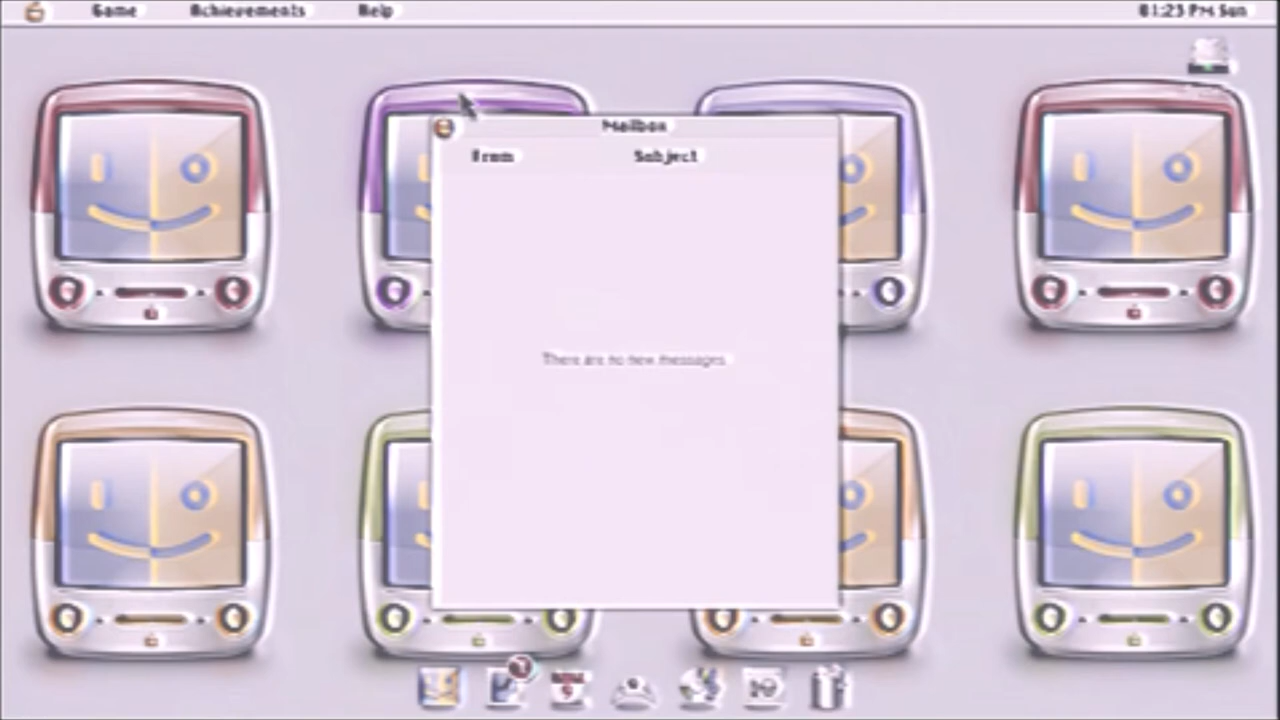 Game Achievements Help 01:23 PM Sun
Mailbox
From Subject
There are no new messages